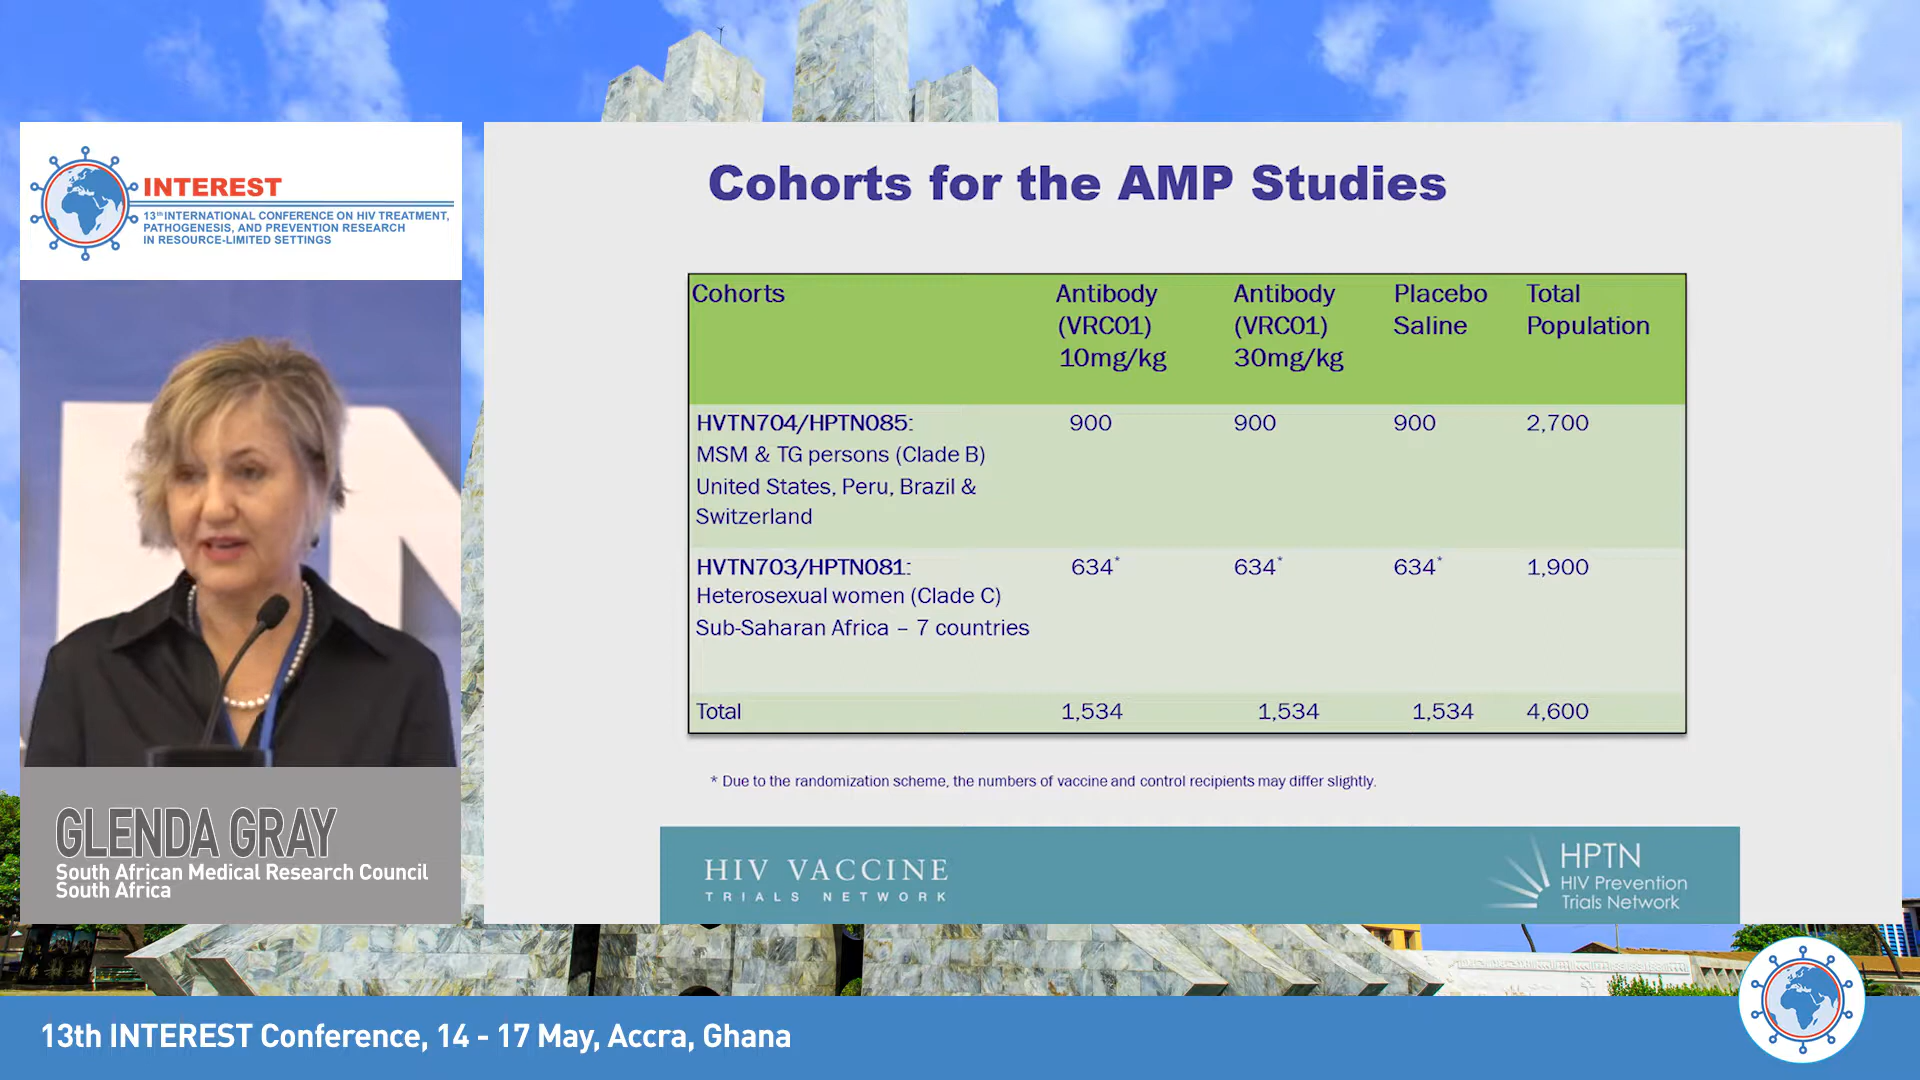 INTEREST
13th INTERNATIONAL CONFERENCE ON HIV TREATMENT,
PATHOGENESIS, AND PREVENTION RESEARCH
IN RESOURCE-LIMITED SETTINGS
GLENDA GRAY
South African Medical Research Council
South Africa
Cohorts for the AMP Studies
Cohorts Antibody (VRC01) 10mg/kg Antibody (VRC01) 30mg/kg Placebo Saline Total Population
HVTN704/HPTN085: 900 900 900 2,700
MSM & TG persons (Clade B)
United States, Peru, Brazil &
Switzerland
HVTN703/HPTN081: 634* 634* 634* 1,900
Heterosexual women (Clade C)
Sub-Saharan Africa – 7 countries
Total 1,534 1,534 1,534 4,600
* Due to the randomization scheme, the numbers of vaccine and control recipients may differ slightly.
HIV VACCINE
TRIALS NETWORK
HPTN
HIV Prevention
Trials Network
13th INTEREST Conference, 14 - 17 May, Accra, Ghana